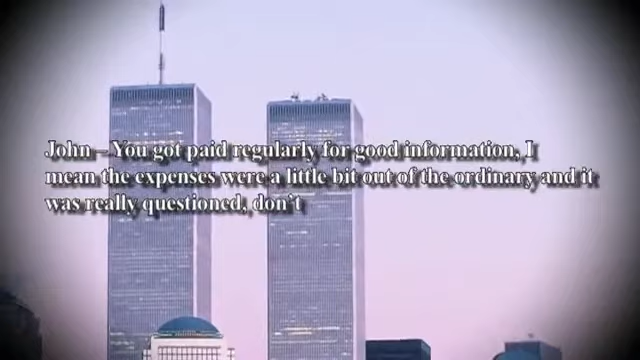 John – You got paid regularly for good information, I
mean the expenses were a little bit out of the ordinary and it
was really questioned, don't